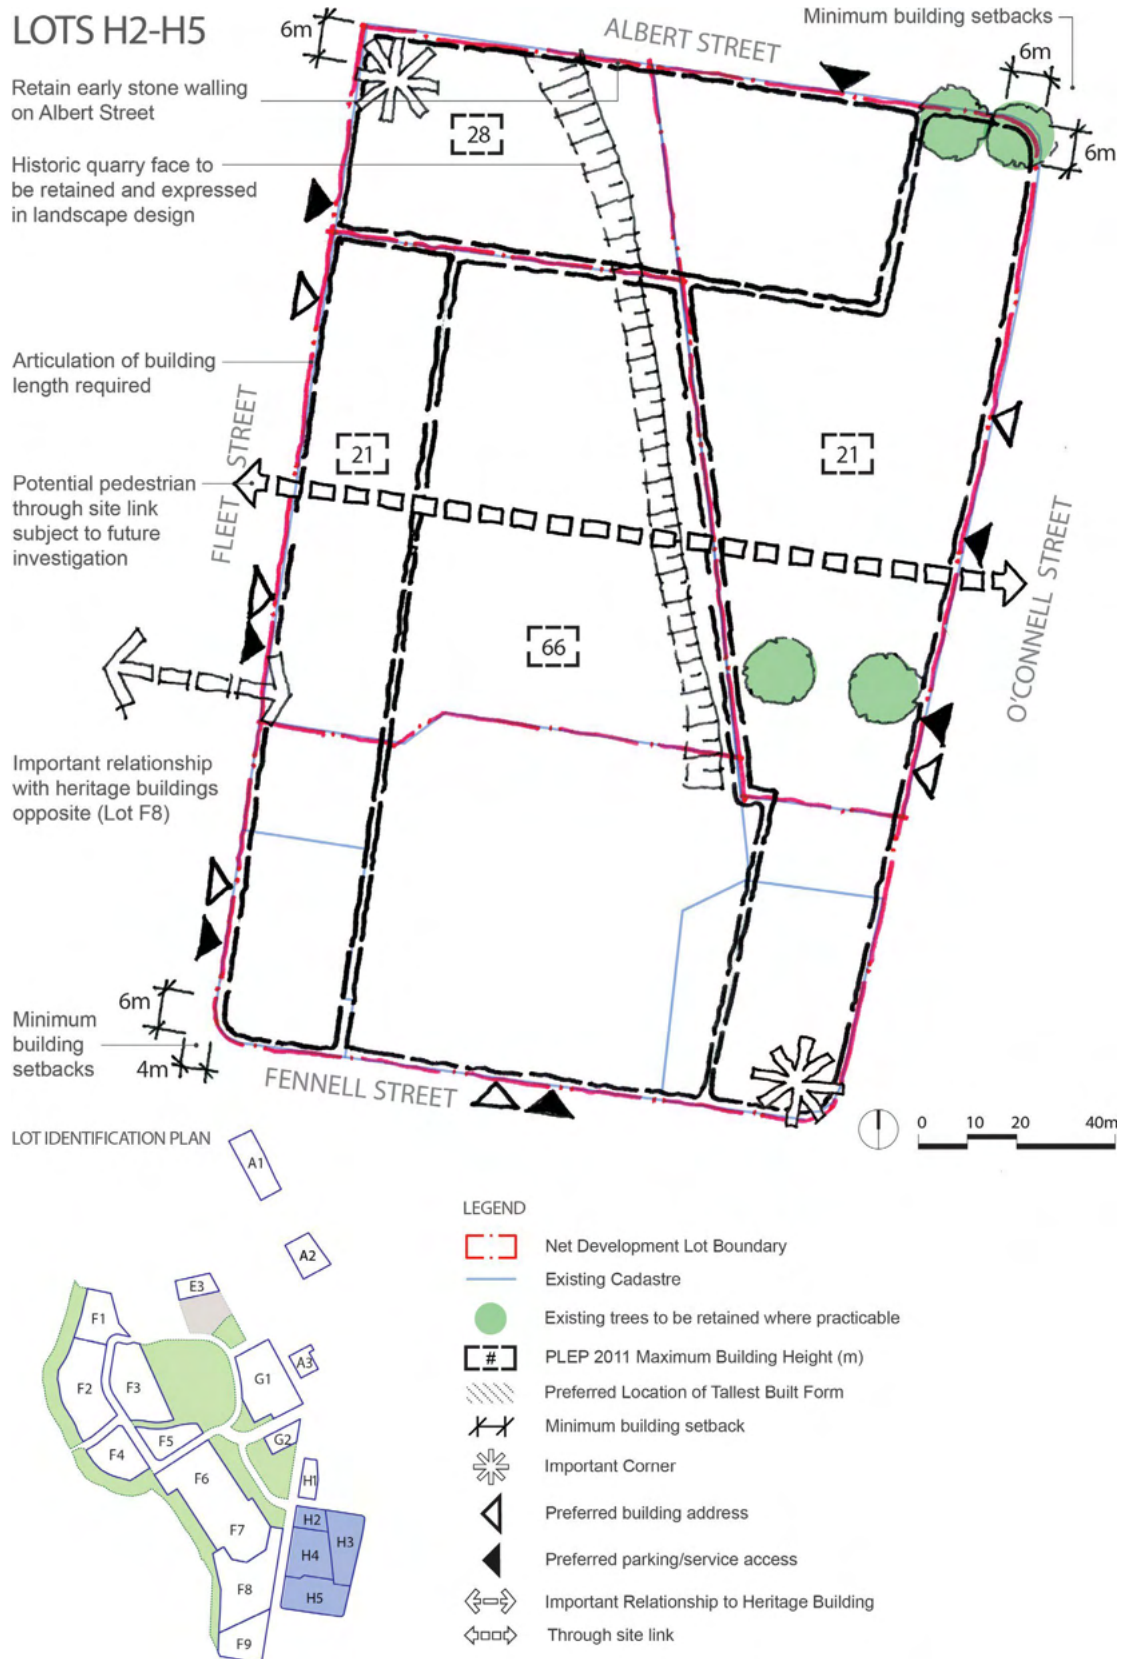 LOTS H2-H5
6m
ALBERT STREET
Minimum building setbacks
6m
Retain early stone walling
on Albert Street
28
6m
Historic quarry face to
be retained and expressed
in landscape design
Articulation of building
length required
FLEET STREET
21
21
Potential pedestrian
through site link
subject to future
investigation
O'CONNELL STREET
66
Important relationship
with heritage buildings
opposite (Lot F8)
6m
Minimum
building
setbacks
4m
FENNELL STREET
0 10 20 40m
LOT IDENTIFICATION PLAN
A1
A2
E3
F1
A3
G1
F2
F3
F5
G2
F4
F6
H1
H2
F7
H3
H4
F8
H5
F9
LEGEND
Net Development Lot Boundary
Existing Cadastre
Existing trees to be retained where practicable
# PLEP 2011 Maximum Building Height (m)
Preferred Location of Tallest Built Form
Minimum building setback
Important Corner
Preferred building address
Preferred parking/service access
Important Relationship to Heritage Building
Through site link